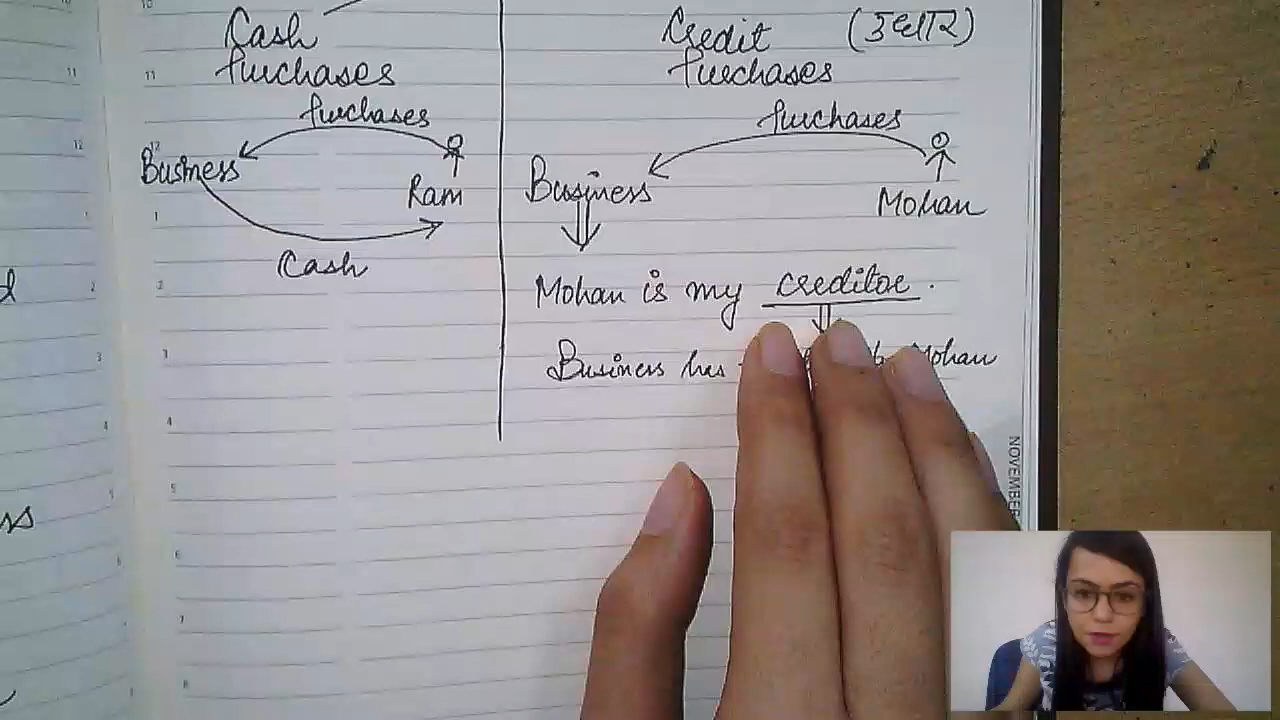 Cash
Purchases
Purchases
Business
Ram
Cash
Credit (उधार)
Purchases
Purchases
Business
Mohan
Mohan is my creditor.
Business has Mohan
NOVEMBER